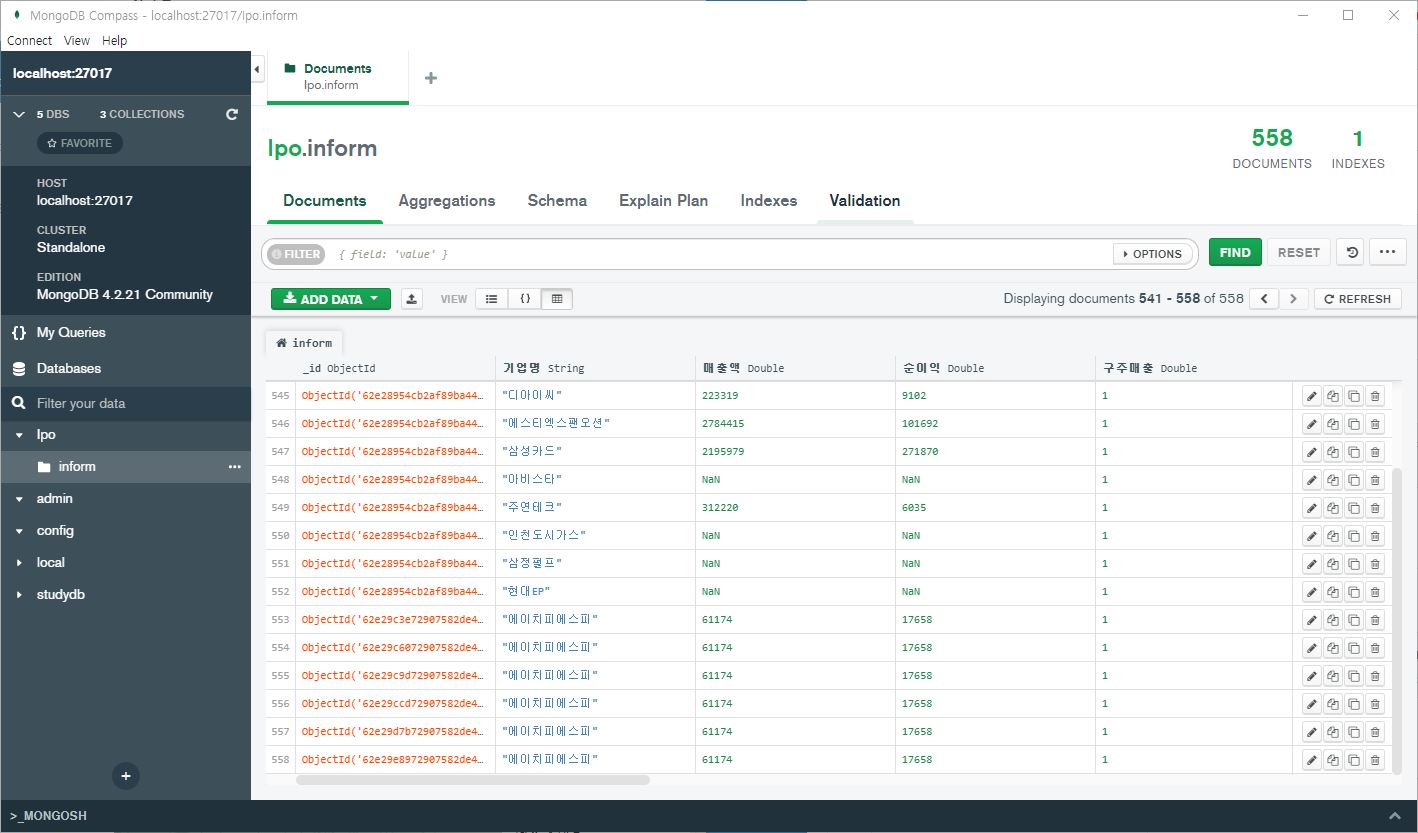 MongoDB Compass - localhost:27017/Ipo.inform
Connect View Help
localhost:27017
5 DBS 3 COLLECTIONS
FAVORITE
HOST
localhost:27017
CLUSTER
Standalone
EDITION
MongoDB 4.2.21 Community
My Queries
Databases
Filter your data
Ipo
inform
admin
config
local
studydb
Documents
Ipo.inform
Ipo.inform
558
DOCUMENTS
1
INDEXES
Documents Aggregations Schema Explain Plan Indexes Validation
FILTER { field: 'value' } OPTIONS FIND RESET
ADD DATA VIEW {} Displaying documents 541 - 558 of 558 REFRESH
inform
_id ObjectId 기업명 String 매출액 Double 순이익 Double 구주매출 Double
545 ObjectId('62e28954cb2af89ba44… "디아이씨" 223319 9102 1
546 ObjectId('62e28954cb2af89ba44… "에스티엑스팬오션" 2784415 101692 1
547 ObjectId('62e28954cb2af89ba44… "삼성카드" 2195979 271870 1
548 ObjectId('62e28954cb2af89ba44… "아비스타" NaN NaN 1
549 ObjectId('62e28954cb2af89ba44… "주연테크" 312220 6035 1
550 ObjectId('62e28954cb2af89ba44… "인천도시가스" NaN NaN 1
551 ObjectId('62e28954cb2af89ba44… "삼정펄프" NaN NaN 1
552 ObjectId('62e28954cb2af89ba44… "현대EP" NaN NaN 1
553 ObjectId('62e29c3e72907582de4… "에이치피에스피" 61174 17658 1
554 ObjectId('62e29c6072907582de4… "에이치피에스피" 61174 17658 1
555 ObjectId('62e29c9d72907582de4… "에이치피에스피" 61174 17658 1
556 ObjectId('62e29ccd72907582de4… "에이치피에스피" 61174 17658 1
557 ObjectId('62e29d7b72907582de4… "에이치피에스피" 61174 17658 1
558 ObjectId('62e29e8972907582de4… "에이치피에스피" 61174 17658 1
>_MONGOSH